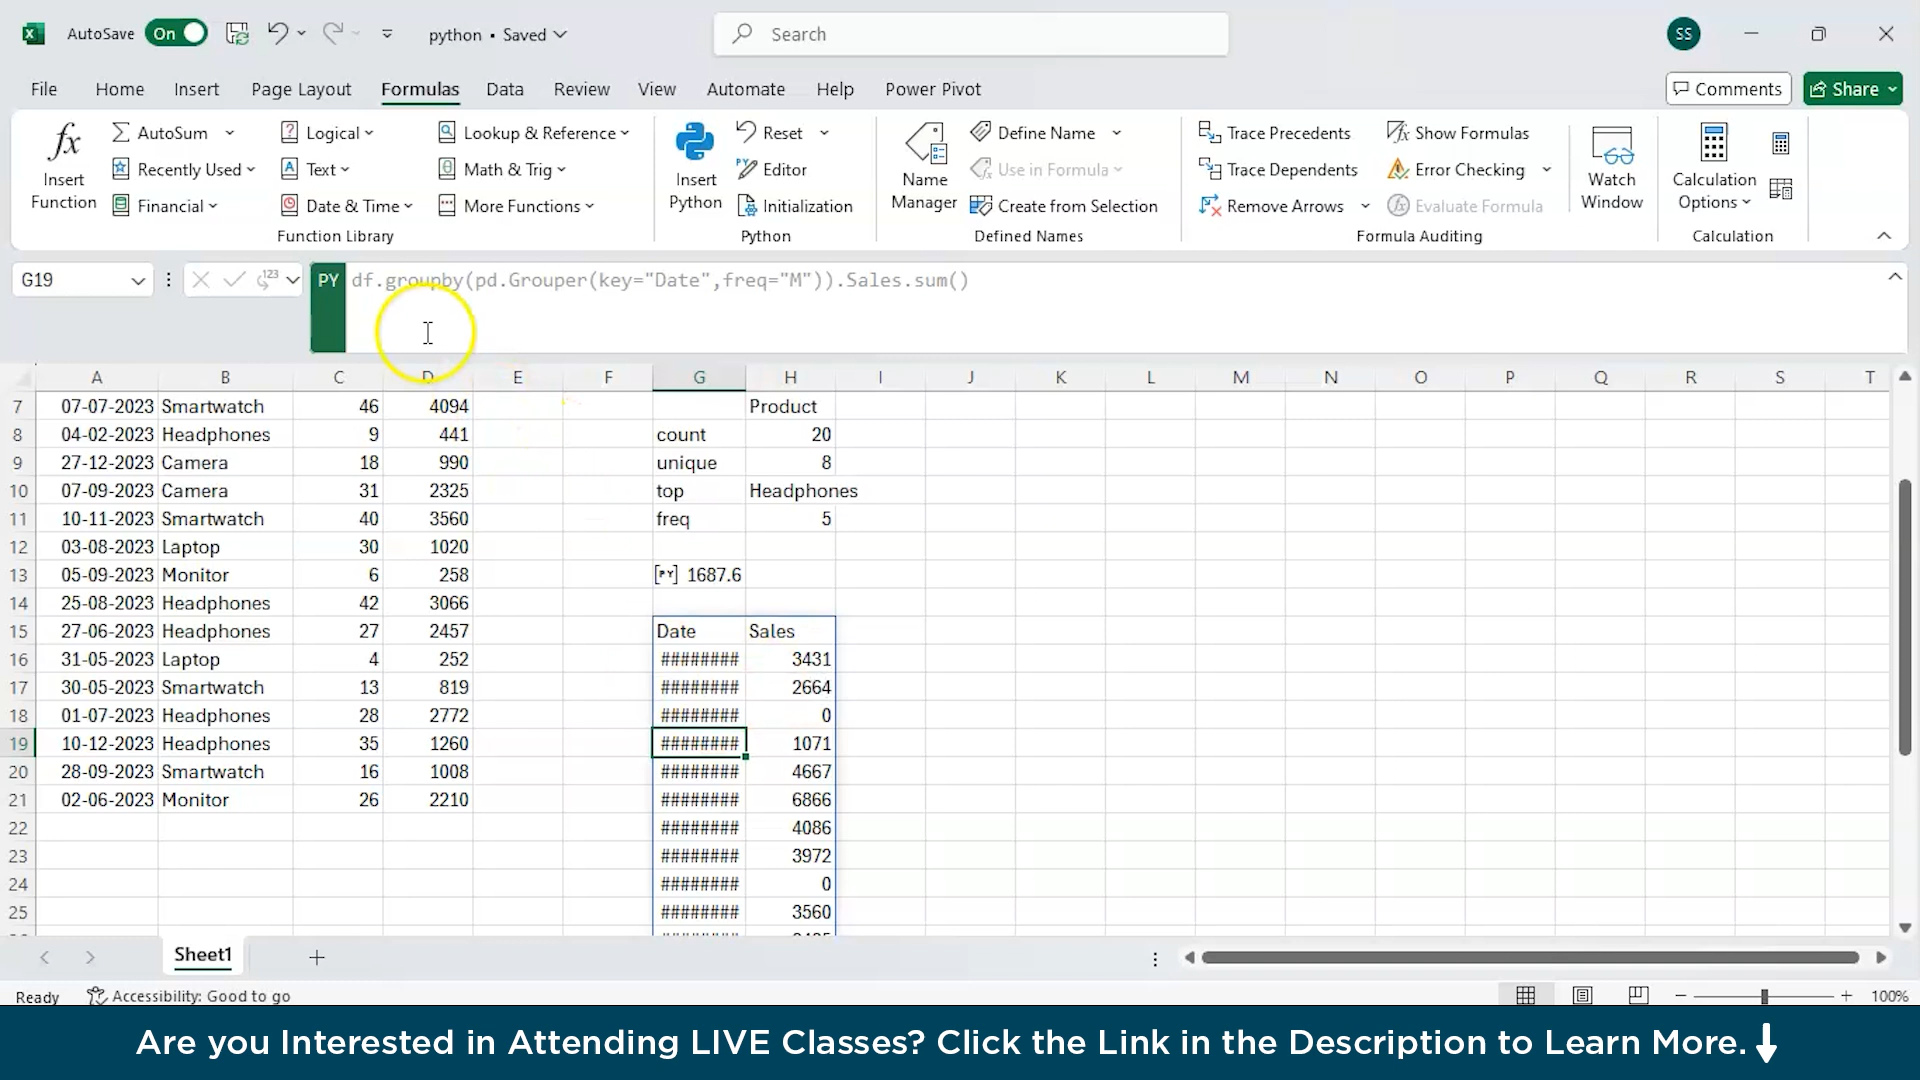 AutoSave On python • Saved Search SS
File Home Insert Page Layout Formulas Data Review View Automate Help Power Pivot Comments Share
fx Insert Function
AutoSum
Recently Used
Financial
Logical
Text
Date & Time
Lookup & Reference
Math & Trig
More Functions
Function Library
Insert Python
Reset
Editor
Initialization
Python
Name Manager
Define Name
Use in Formula
Create from Selection
Defined Names
Trace Precedents
Trace Dependents
Remove Arrows
Show Formulas
Error Checking
Evaluate Formula
Formula Auditing
Watch Window
Calculation Options
Calculation
G19 PY df.groupby(pd.Grouper(key="Date",freq="M")).Sales.sum()
A B C D E F G H I J K L M N O P Q R S T
7 07-07-2023 Smartwatch 46 4094 Product
8 04-02-2023 Headphones 9 441 count 20
9 27-12-2023 Camera 18 990 unique 8
10 07-09-2023 Camera 31 2325 top Headphones
11 10-11-2023 Smartwatch 40 3560 freq 5
12 03-08-2023 Laptop 30 1020
13 05-09-2023 Monitor 6 258 [PY] 1687.6
14 25-08-2023 Headphones 42 3066
15 27-06-2023 Headphones 27 2457 Date Sales
16 31-05-2023 Laptop 4 252 ######## 3431
17 30-05-2023 Smartwatch 13 819 ######## 2664
18 01-07-2023 Headphones 28 2772 ######## 0
19 10-12-2023 Headphones 35 1260 ######## 1071
20 28-09-2023 Smartwatch 16 1008 ######## 4667
21 02-06-2023 Monitor 26 2210 ######## 6866
22 ######## 4086
23 ######## 3972
24 ######## 0
25 ######## 3560
Sheet1
Ready Accessibility: Good to go 100%
Are you Interested in Attending LIVE Classes? Click the Link in the Description to Learn More.